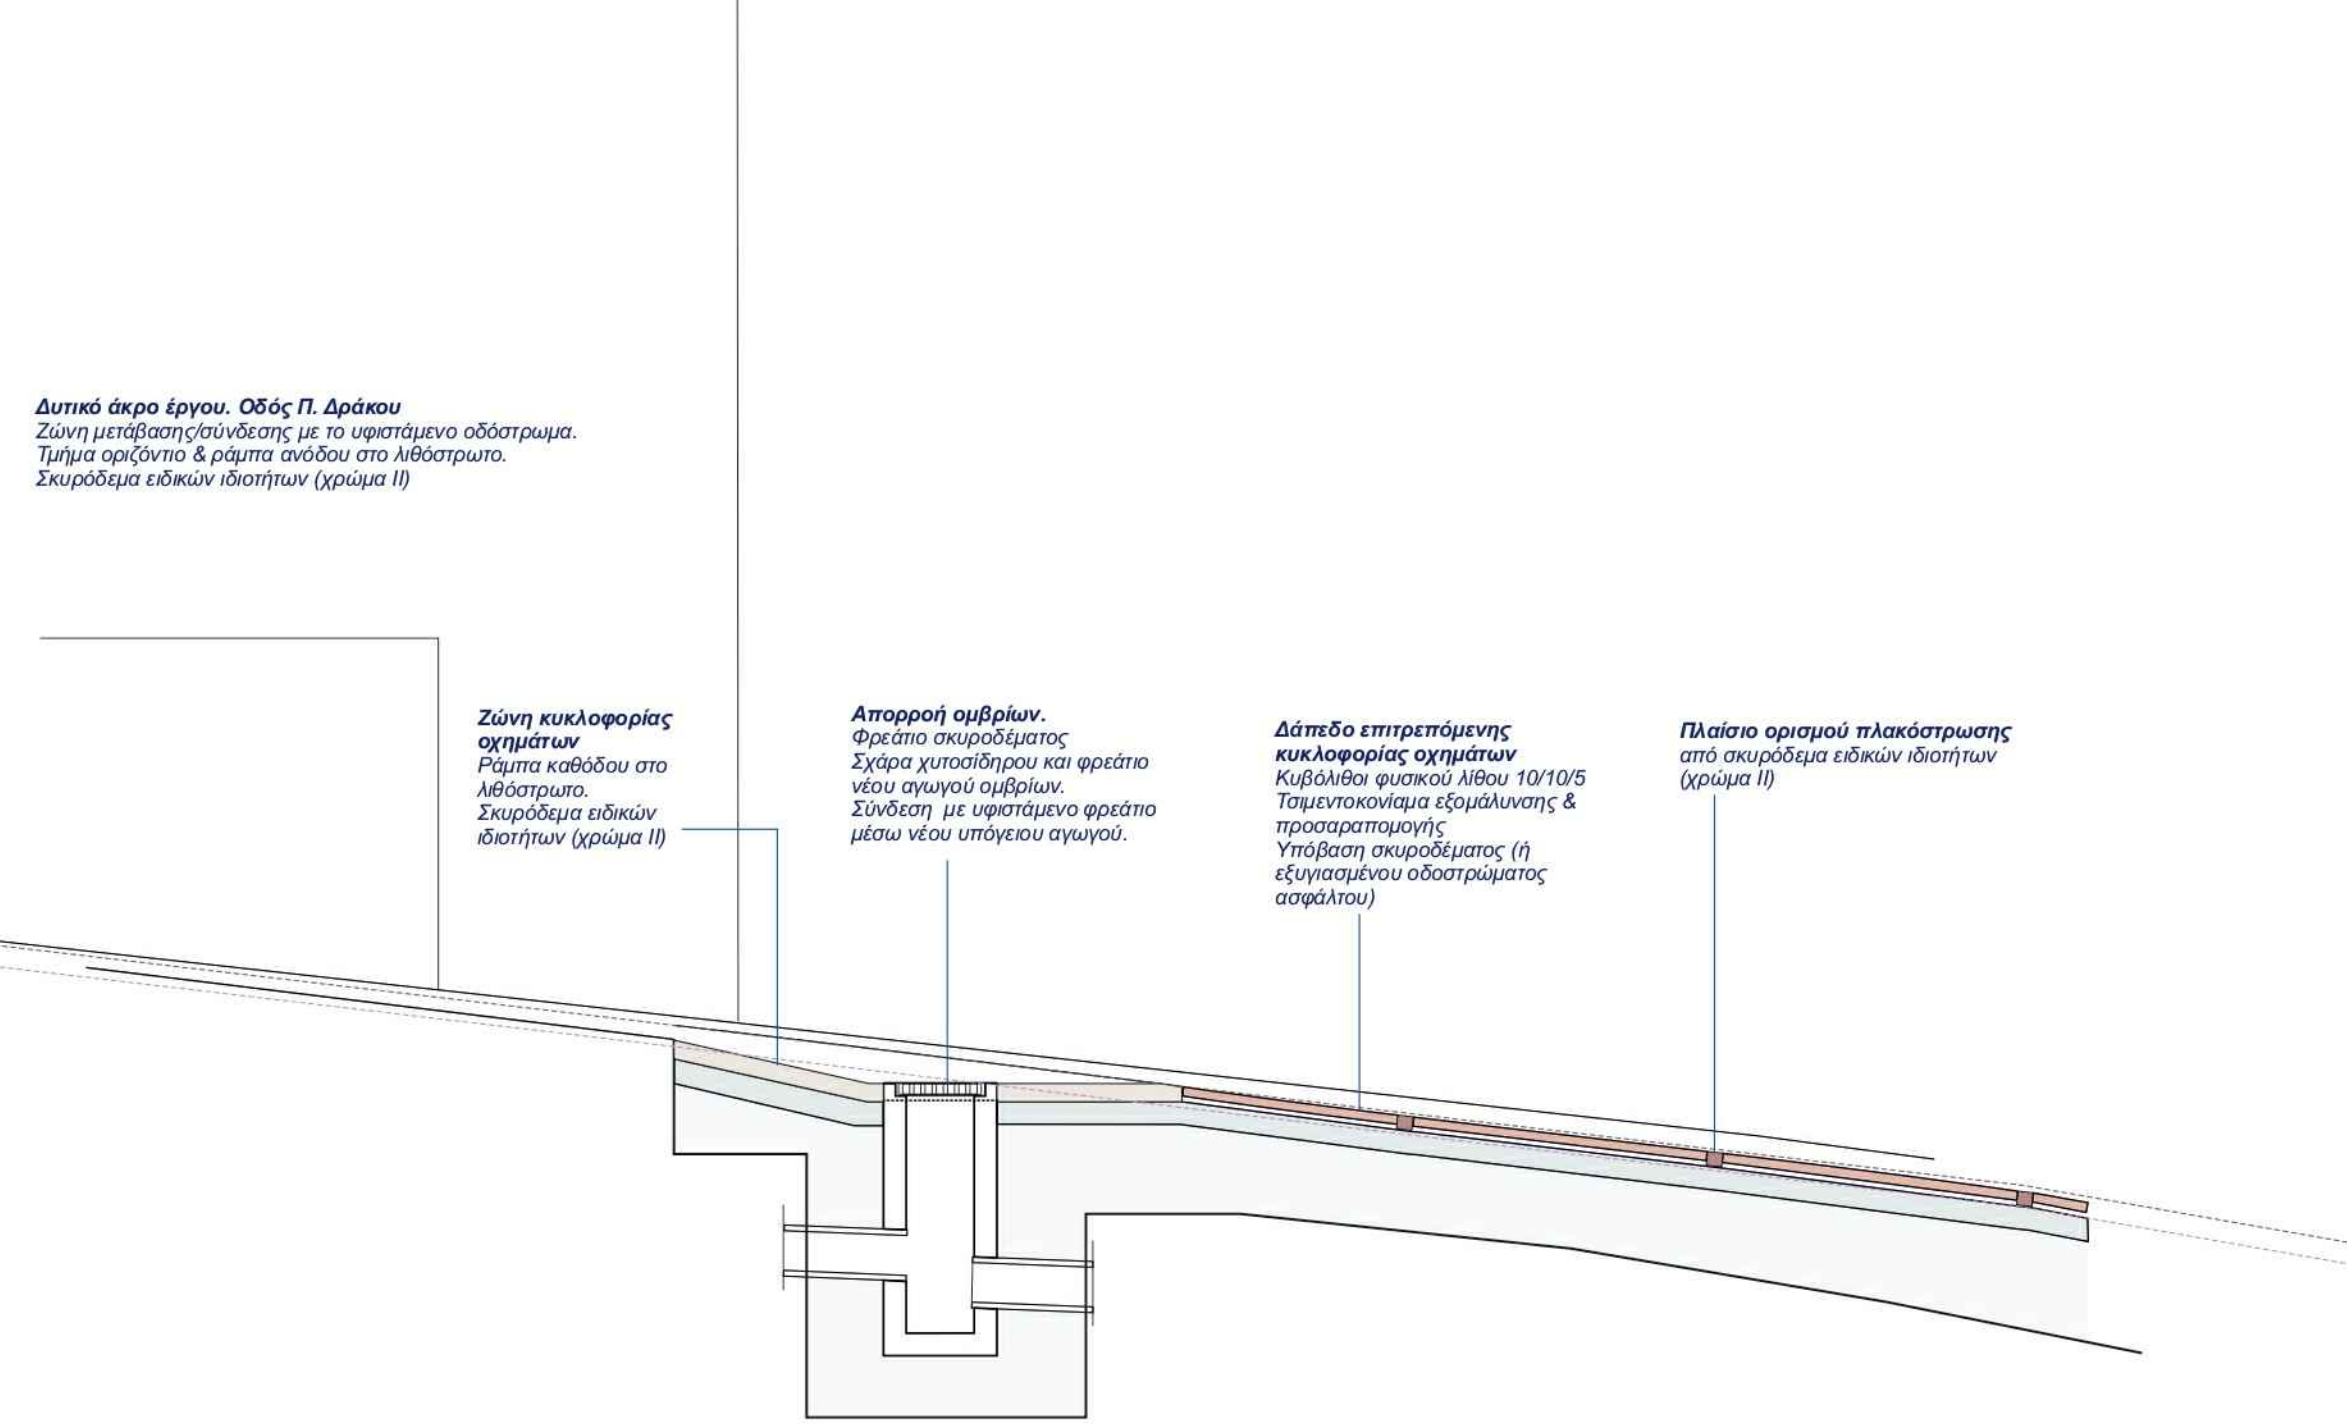 Δυτικό άκρο έργου. Οδός Π. Δράκου
Ζώνη μετάβασης/σύνδεσης με το υφιστάμενο οδόστρωμα.
Τμήμα οριζόντιο & ράμπα ανόδου στο λιθόστρωτο.
Σκυρόδεμα ειδικών ιδιοτήτων (χρώμα ΙΙ)
Ζώνη κυκλοφορίας
οχημάτων
Ράμπα καθόδου στο
λιθόστρωτο.
Σκυρόδεμα ειδικών
ιδιοτήτων (χρώμα ΙΙ)
Απορροή ομβρίων.
Φρεάτιο σκυροδέματος
Σχάρα χυτοσίδηρου και φρεάτιο
νέου αγωγού ομβρίων.
Σύνδεση με υφιστάμενο φρεάτιο
μέσω νέου υπόγειου αγωγού.
Δάπεδο επιτρεπόμενης
κυκλοφορίας οχημάτων
Κυβόλιθοι φυσικού λίθου 10/10/5
Τσιμεντοκονίαμα εξομάλυνσης &
προσαραπομογής
Υπόβαση σκυροδέματος (ή
εξυγιασμένου οδοστρώματος
ασφάλτου)
Πλαίσιο ορισμού πλακόστρωσης
από σκυρόδεμα ειδικών ιδιοτήτων
(χρώμα ΙΙ)